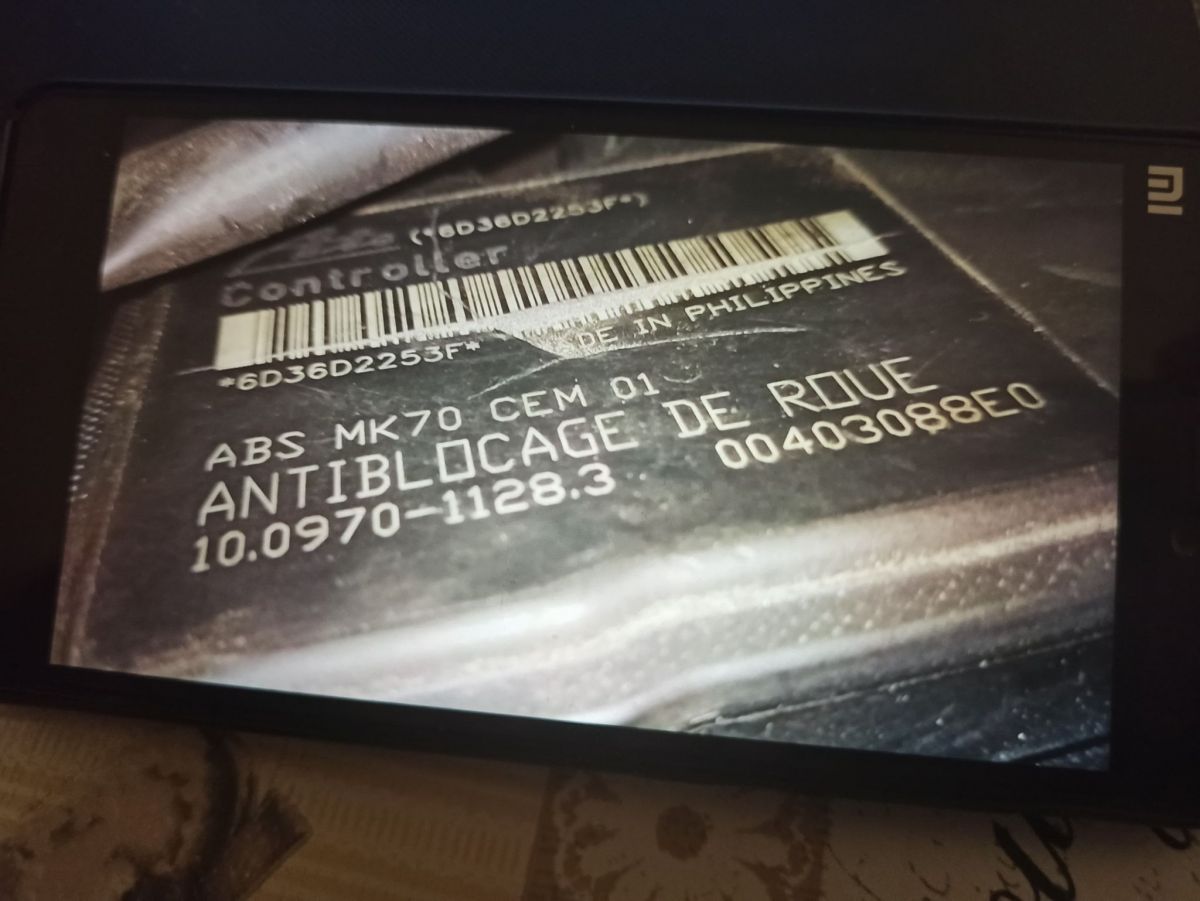 (*6D36D2253F*)
Controller
*6D36D2253F*
DE IN PHILIPPINES
ABS MK70 CEM 01
ANTIBLOCAGE DE ROUE
10.0970-1128.3 00403088E0